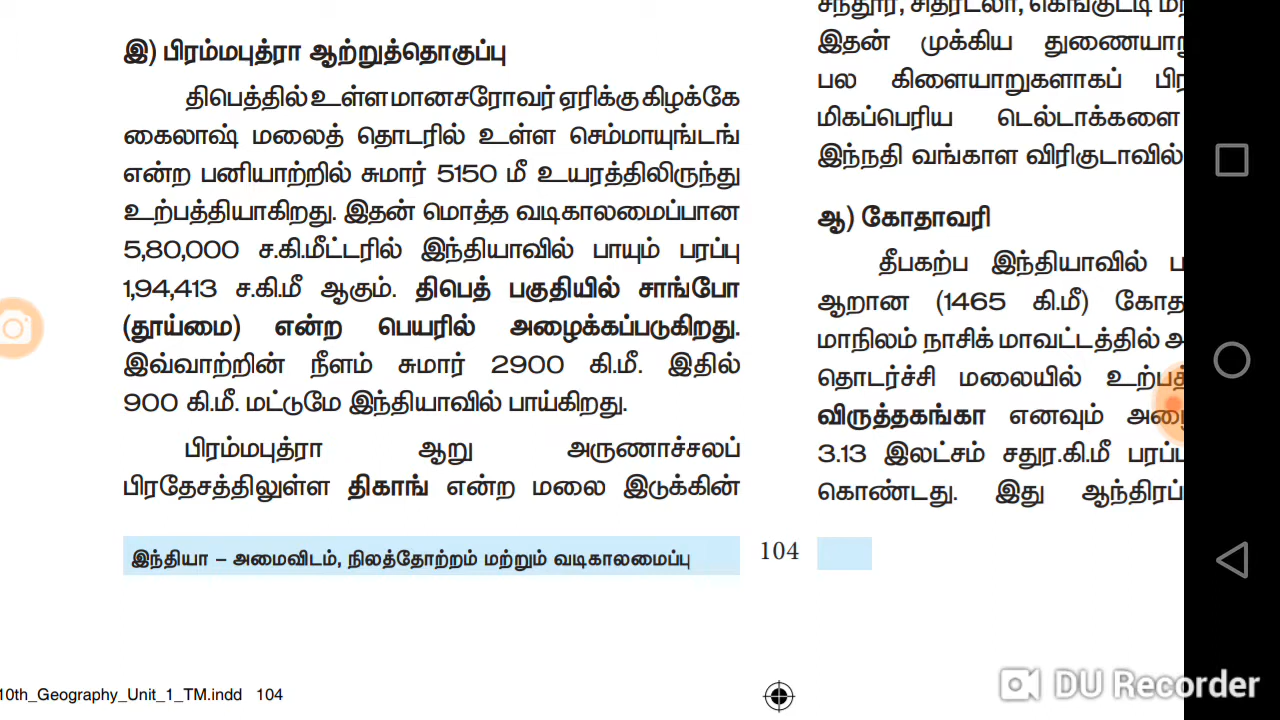 இ) பிரம்மபுத்ரா ஆற்றுத்தொகுப்பு
திபெத்தில் உள்ள மானசரோவர் ஏரிக்கு கிழக்கே
கைலாஷ் மலைத் தொடரில் உள்ள செம்மாயுங்டங்
என்ற பனியாற்றில் சுமார் 5150 மீ உயரத்திலிருந்து
உற்பத்தியாகிறது. இதன் மொத்த வடிகாலமைப்பான
5,80,000 ச.கி.மீட்டரில் இந்தியாவில் பாயும் பரப்பு
1,94,413 ச.கி.மீ ஆகும். திபெத் பகுதியில் சாங்போ
(தூய்மை) என்ற பெயரில் அழைக்கப்படுகிறது.
இவ்வாற்றின் நீளம் சுமார் 2900 கி.மீ. இதில்
900 கி.மீ. மட்டுமே இந்தியாவில் பாய்கிறது.
பிரம்மபுத்ரா ஆறு அருணாச்சலப்
பிரதேசத்திலுள்ள திகாங் என்ற மலை இடுக்கின்
இந்தியா – அமைவிடம், நிலத்தோற்றம் மற்றும் வடிகாலமைப்பு
104
இதன் முக்கிய துணையாறு
பல கிளையாறுகளாகப்
மிகப்பெரிய டெல்டாக்களை
இந்நதி வங்காள விரிகுடாவில்
ஆ) கோதாவரி
தீபகற்ப இந்தியாவில்
ஆறான (1465 கி.மீ)
மாநிலம் நாசிக் மாவட்டத்தில்
தொடர்ச்சி மலையில்
விருத்தகங்கா எனவும்
3.13 இலட்சம் சதுர.கி.மீ
கொண்டது. இது
10th_Geography_Unit_1_TM.indd 104
DU Recorder